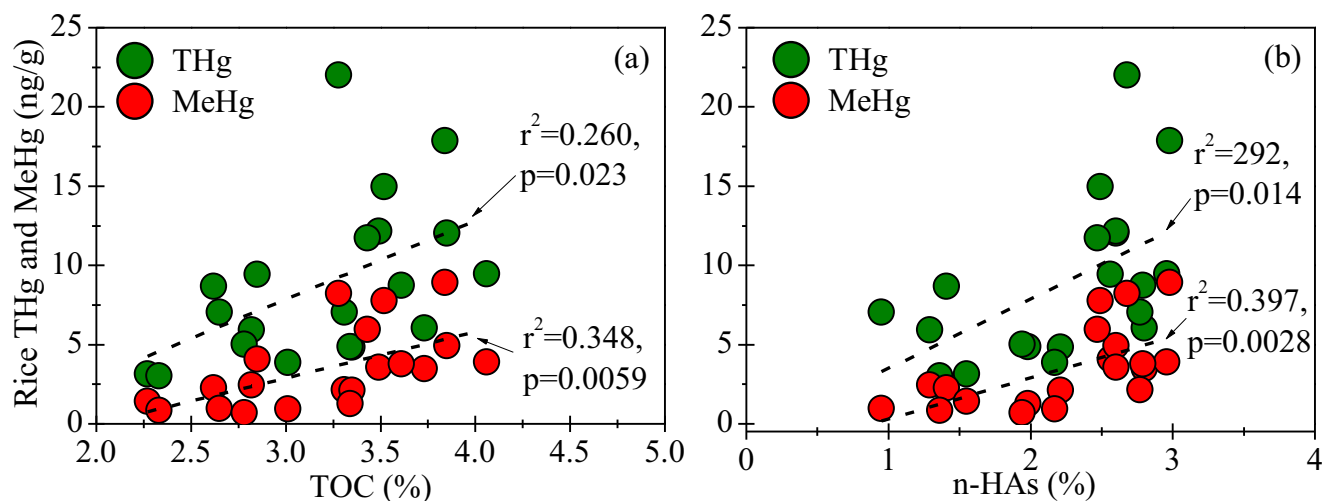 Rice THg and MeHg (ng/g)
25
20
15
10
5
0
THg
MeHg
(a)
r²=0.260,
p=0.023
r²=0.348,
p=0.0059
2.0 2.5 3.0 3.5 4.0 4.5 5.0
TOC (%)
25
20
15
10
5
0
THg
MeHg
(b)
r²=292,
p=0.014
r²=0.397,
p=0.0028
0 1 2 3 4
n-HAs (%)